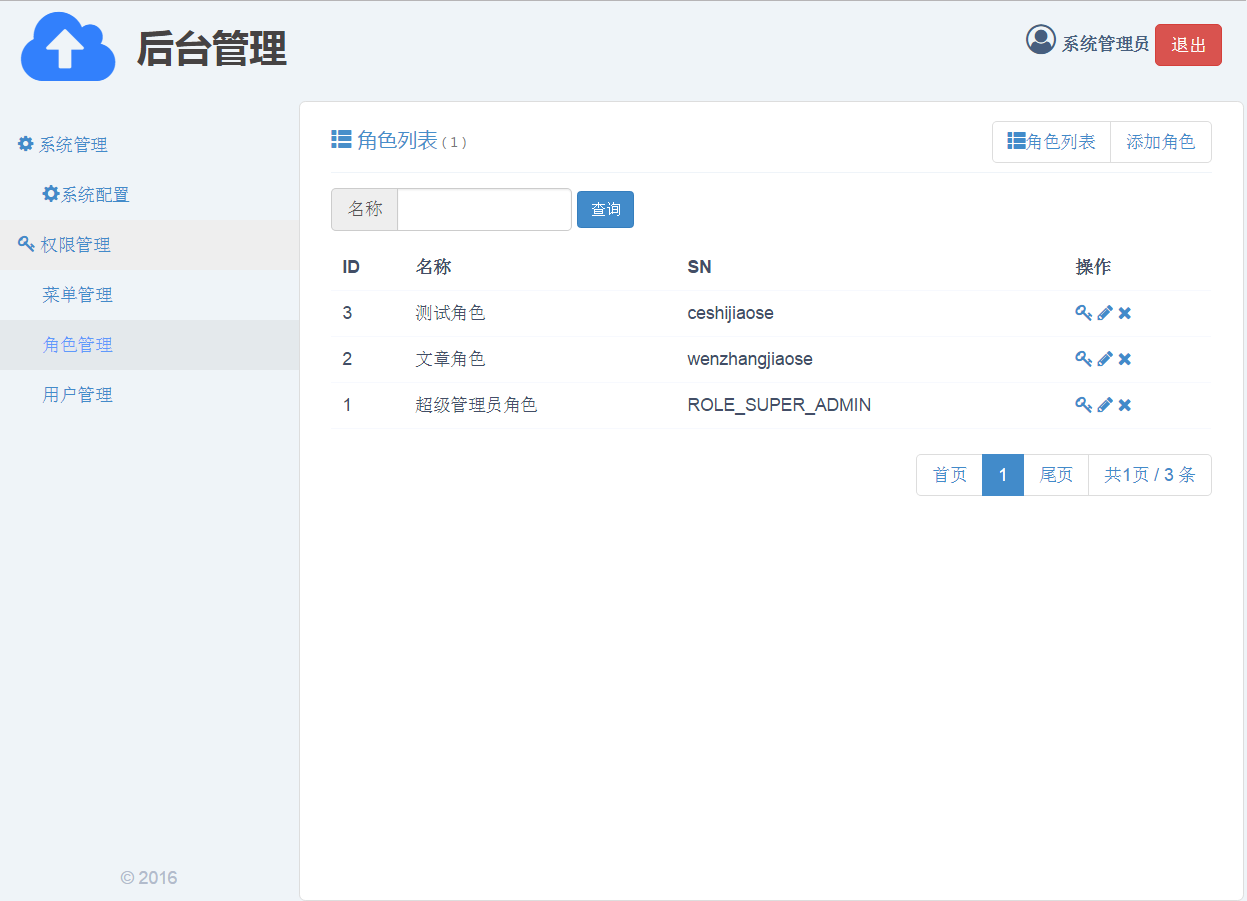 后台管理
系统管理员 退出
系统管理
系统配置
权限管理
菜单管理
角色管理
用户管理
© 2016
角色列表 ( 1 )
角色列表 添加角色
名称 查询
ID 名称 SN 操作
3 测试角色 ceshijiaose
2 文章角色 wenzhangjiaose
1 超级管理员角色 ROLE_SUPER_ADMIN
首页 1 尾页 共1页 / 3 条